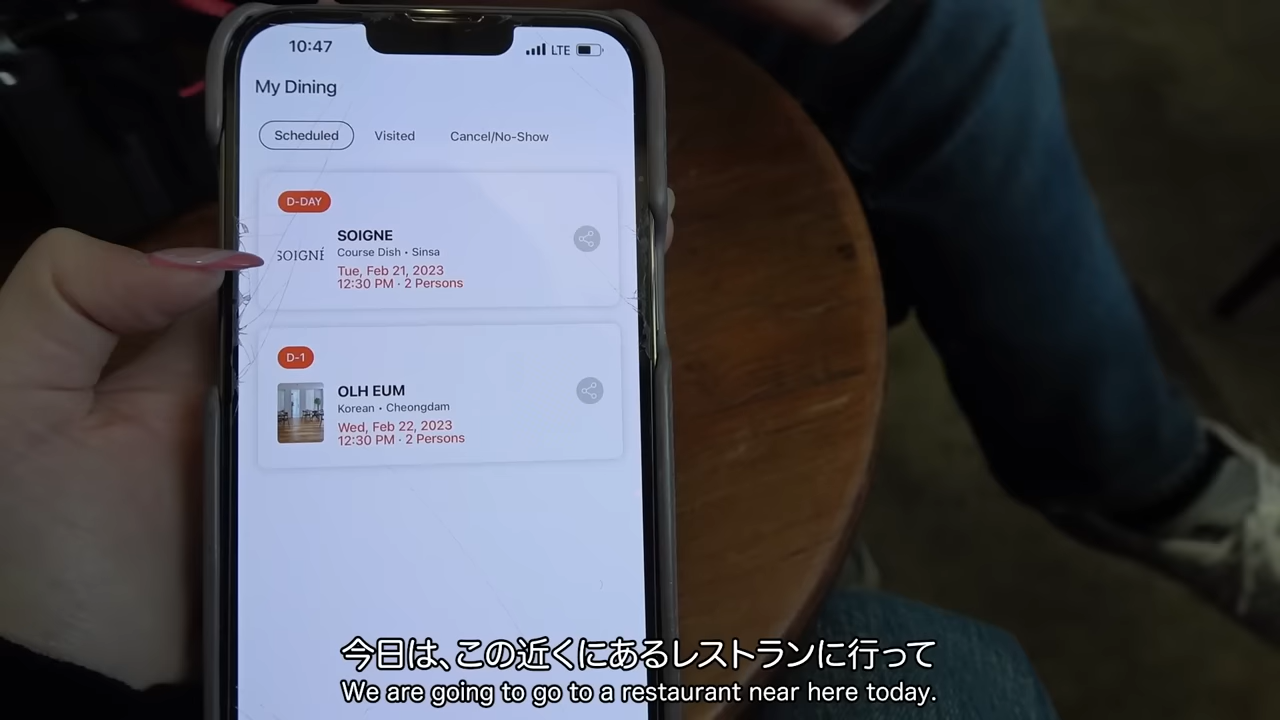 10:47
LTE
My Dining
Scheduled
Visited
Cancel/No-Show
D-DAY
SOIGNÉ
SOIGNE
Course Dish • Sinsa
Tue, Feb 21, 2023
12:30 PM · 2 Persons
D-1
OLH EUM
Korean • Cheongdam
Wed, Feb 22, 2023
12:30 PM · 2 Persons
今日は、この近くにあるレストランに行って
We are going to go to a restaurant near here today.